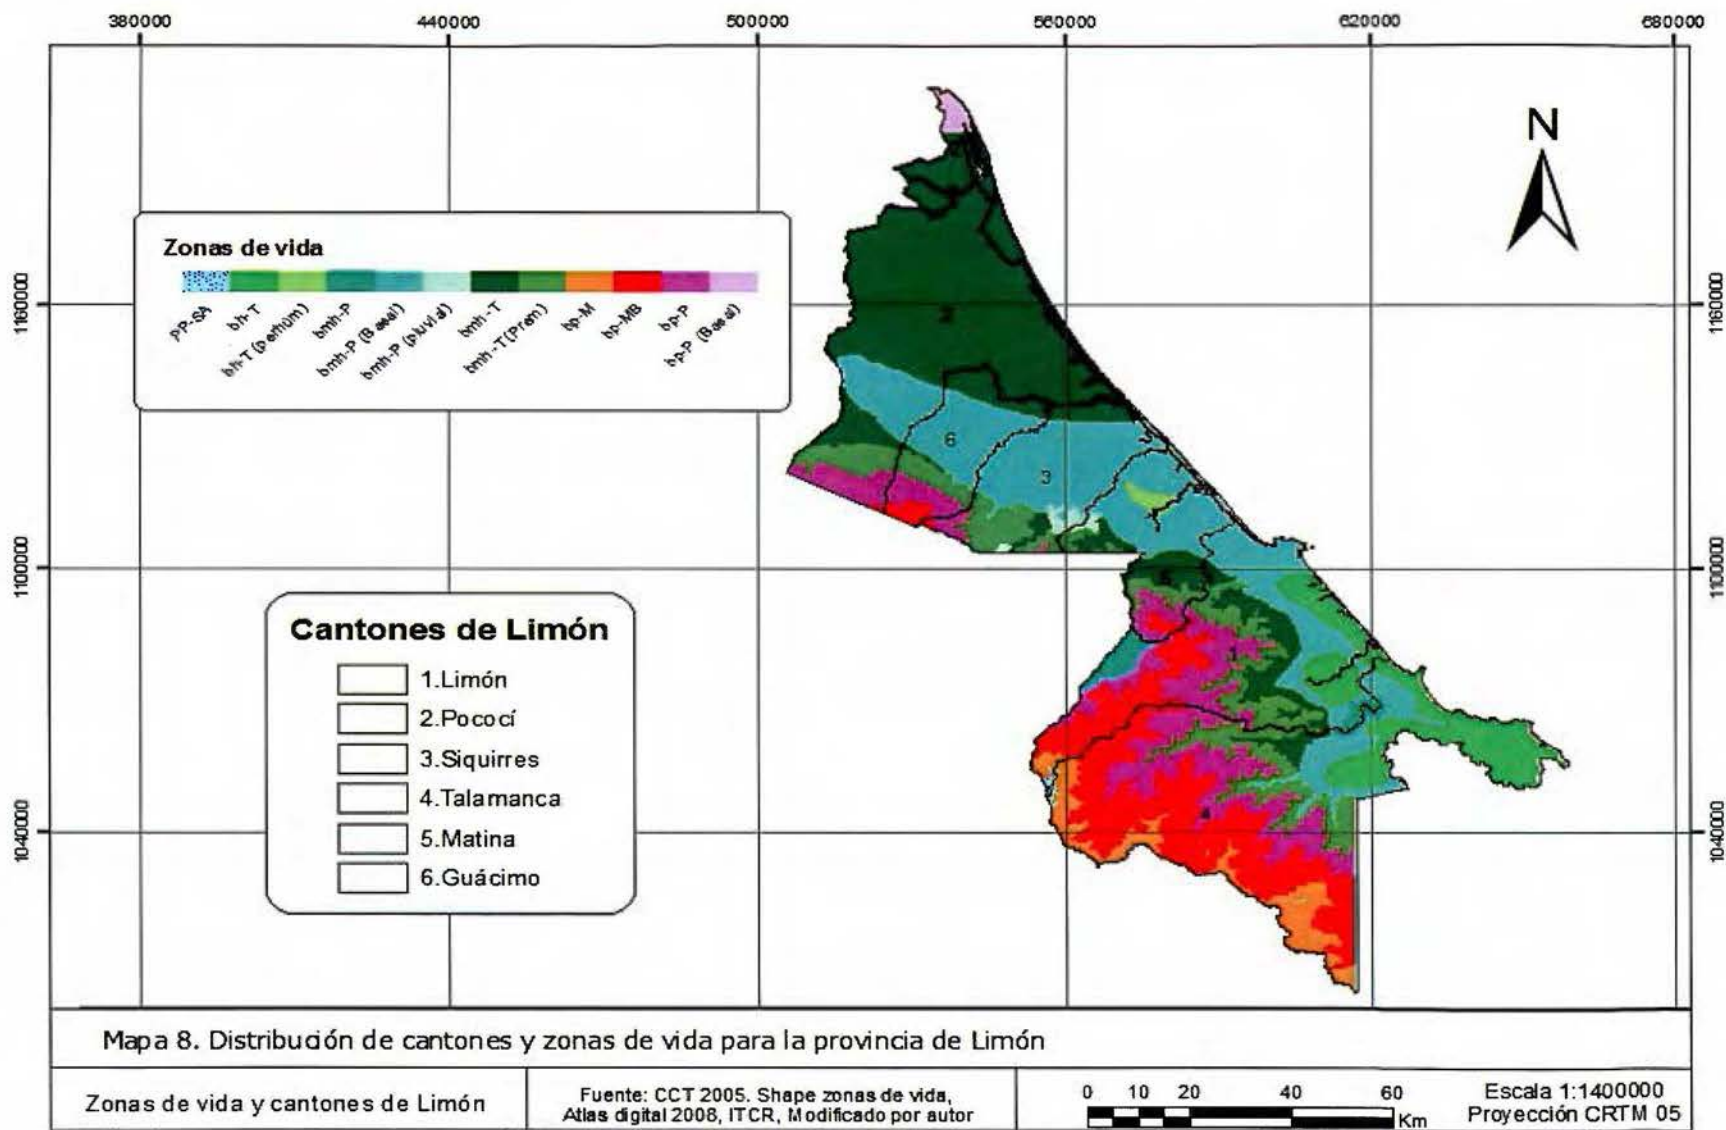 380000 440000 500000 560000 620000 680000
N
Zonas de vida
PP-SA
bh-T
bh-T (perhúm)
bmh-P
bmh-P (Basal)
bmh-P (pluvial)
bmh-T
bmh-T (Prem)
bp-M
bp-MB
bp-P
bp-P (Basal)
1160000 1160000
2
6
3
1100000 1100000
5
1
4
1040000 1040000
Cantones de Limón
1.Limón
2.Pococí
3.Siquirres
4.Talamanca
5.Matina
6.Guácimo
Mapa 8. Distribución de cantones y zonas de vida para la provincia de Limón
Zonas de vida y cantones de Limón
Fuente: CCT 2005. Shape zonas de vida,
Atlas digital 2008, ITCR, Modificado por autor
0 10 20 40 60
Km
Escala 1:1400000
Proyección CRTM 05